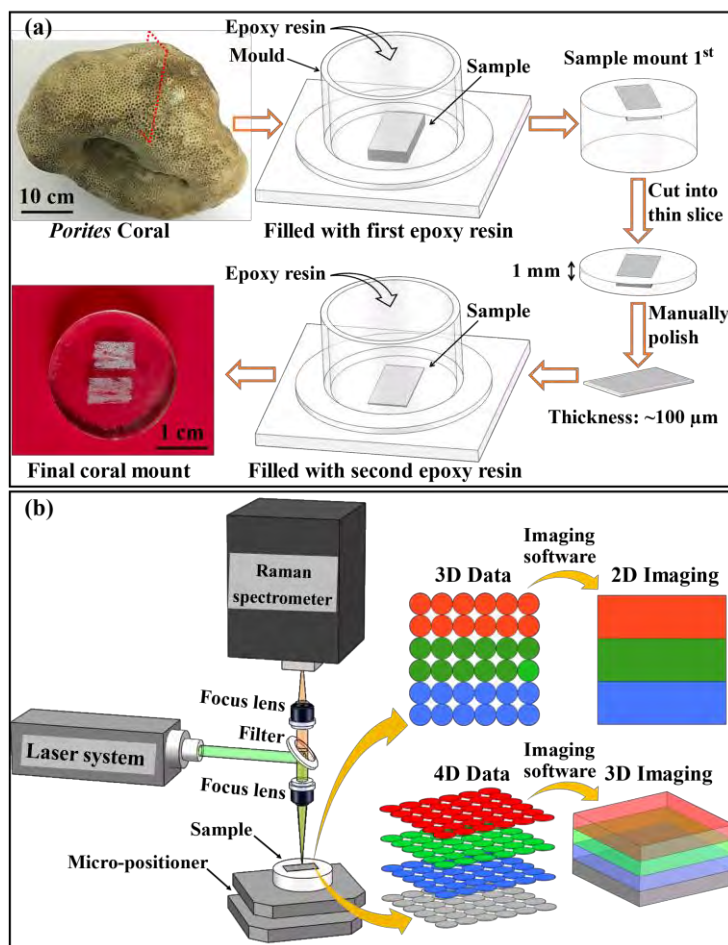 (a)
Epoxy resin
Mould
Sample
Sample mount 1st
10 cm
Porites Coral
Filled with first epoxy resin
Cut into
thin slice
1 mm
Epoxy resin
Sample
Manually
polish
1 cm
Thickness: ~100 µm
Final coral mount
Filled with second epoxy resin
(b)
Raman
spectrometer
Imaging
software
3D Data
2D Imaging
Focus lens
Filter
Laser system
Focus lens
Imaging
software
4D Data
3D Imaging
Sample
Micro-positioner